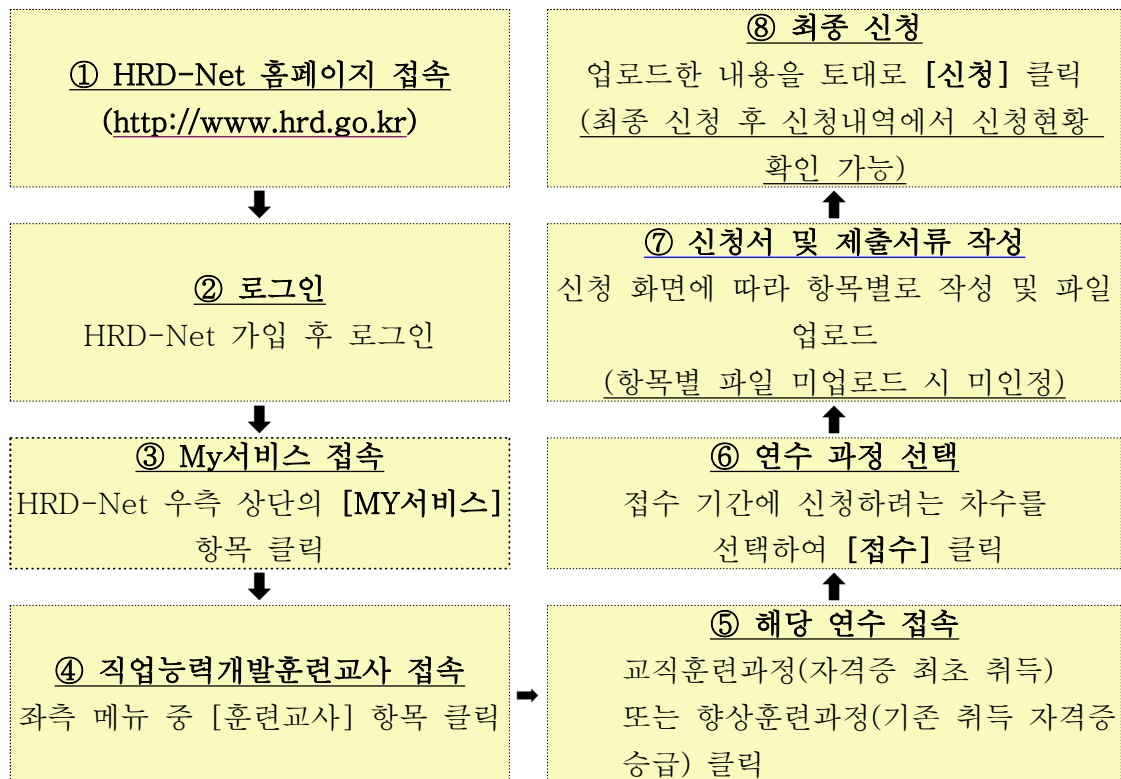 ① HRD-Net 홈페이지 접속
(http://www.hrd.go.kr)
② 로그인
HRD-Net 가입 후 로그인
③ My서비스 접속
HRD-Net 우측 상단의 [MY서비스]
항목 클릭
④ 직업능력개발훈련교사 접속
좌측 메뉴 중 [훈련교사] 항목 클릭
⑤ 해당 연수 접속
교직훈련과정(자격증 최초 취득)
또는 향상훈련과정(기존 취득 자격증
승급) 클릭
⑥ 연수 과정 선택
접수 기간에 신청하려는 차수를
선택하여 [접수] 클릭
⑦ 신청서 및 제출서류 작성
신청 화면에 따라 항목별로 작성 및 파일
업로드
(항목별 파일 미업로드 시 미인정)
⑧ 최종 신청
업로드한 내용을 토대로 [신청] 클릭
(최종 신청 후 신청내역에서 신청현황
확인 가능)